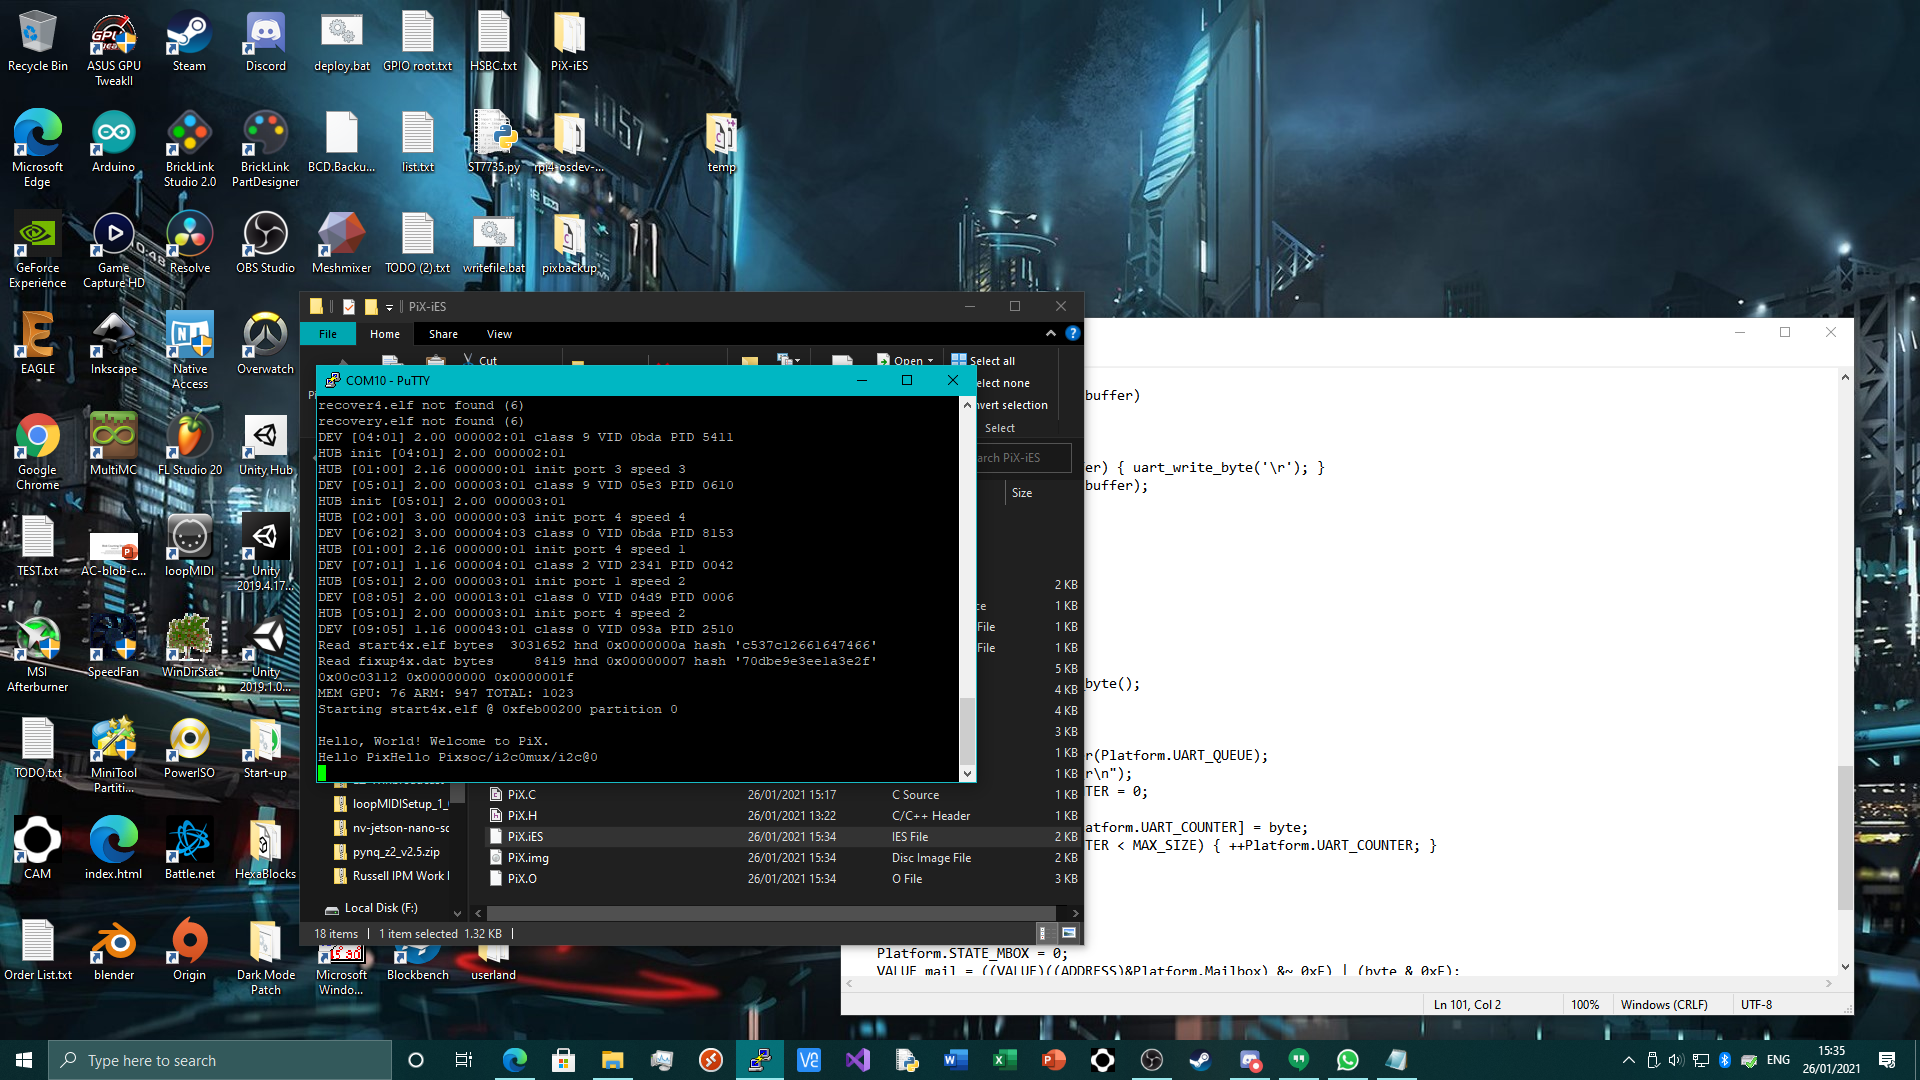 Recycle Bin
ASUS GPU
TweakII
Steam
Discord
deploy.bat
GPIO root.txt
HSBC.txt
PiX-iES
Microsoft
Edge
Arduino
BrickLink
Studio 2.0
BrickLink
PartDesigner
BCD.Backu...
list.txt
ST7735.py
rpi4-osdev-...
temp
GeForce
Experience
Game
Capture HD
Resolve
OBS Studio
Meshmixer
TODO (2).txt
writefile.bat
pixbackup
EAGLE
Inkscape
Native
Access
Overwatch
Google
Chrome
MultiMC
FL Studio 20
Unity Hub
TEST.txt
AC-blob-c...
loopMIDI
Unity
2019.4.17...
MSI
Afterburner
SpeedFan
WinDirStat
Unity
2019.1.0...
TODO.txt
MiniTool
Partiti...
PowerISO
Start-up
CAM
index.html
Battle.net
HexaBlocks
Order List.txt
blender
Origin
Dark Mode
Patch
Microsoft
Windo...
Blockbench
userland
PiX-iES
File
Home
Share
View
Cut
Open
Select all
elect none
nvert selection
Select
arch PiX-iES
Size
COM10 - PuTTY
recover4.elf not found (6)
recovery.elf not found (6)
DEV [04:01] 2.00 000002:01 class 9 VID 0bda PID 5411
HUB init [04:01] 2.00 000002:01
HUB [01:00] 2.16 000000:01 init port 3 speed 3
DEV [05:01] 2.00 000003:01 class 9 VID 05e3 PID 0610
HUB init [05:01] 2.00 000003:01
HUB [02:00] 3.00 000000:03 init port 4 speed 4
DEV [06:02] 3.00 000004:03 class 0 VID 0bda PID 8153
HUB [01:00] 2.16 000000:01 init port 4 speed 1
DEV [07:01] 1.16 000004:01 class 2 VID 2341 PID 0042
HUB [05:01] 2.00 000003:01 init port 1 speed 2
DEV [08:05] 2.00 000013:01 class 0 VID 04d9 PID 0006
HUB [05:01] 2.00 000003:01 init port 4 speed 2
DEV [09:05] 1.16 000043:01 class 0 VID 093a PID 2510
Read start4x.elf bytes  3031652 hnd 0x0000000a hash 'c537c12661647466'
Read fixup4x.dat bytes     8419 hnd 0x00000007 hash '70dbe9e3ee1a3e2f'
0x00c03112 0x00000000 0x0000001f
MEM GPU: 76 ARM: 947 TOTAL: 1023
Starting start4x.elf @ 0xfeb00200 partition 0
Hello, World! Welcome to PiX.
Hello PixHello Pixsoc/i2c0mux/i2c@0
2 KB
ce 1 KB
File 1 KB
File 1 KB
5 KB
4 KB
4 KB
3 KB
1 KB
1 KB
PiX.C 26/01/2021 15:17 C Source 1 KB
PiX.H 26/01/2021 13:22 C/C++ Header 1 KB
PiX.iES 26/01/2021 15:34 IES File 2 KB
PiX.img 26/01/2021 15:34 Disc Image File 2 KB
PiX.O 26/01/2021 15:34 O File 3 KB
loopMIDISetup_1_
nv-jetson-nano-sc
pynq_z2_v2.5.zip
Russell IPM Work
Local Disk (F:)
18 items
1 item selected 1.32 KB
buffer)
er) { uart_write_byte('\r'); }
buffer);
_byte();
r(Platform.UART_QUEUE);
r\n");
TER = 0;
atform.UART_COUNTER] = byte;
TER < MAX_SIZE) { ++Platform.UART_COUNTER; }
Platform.STATE_MBOX = 0;
VALUE mail = ((VALUE)((ADDRESS)&Platform.Mailbox) &~ 0xF) | (byte & 0xF);
Ln 101, Col 2
100%
Windows (CRLF)
UTF-8
Type here to search
ENG
15:35
26/01/2021